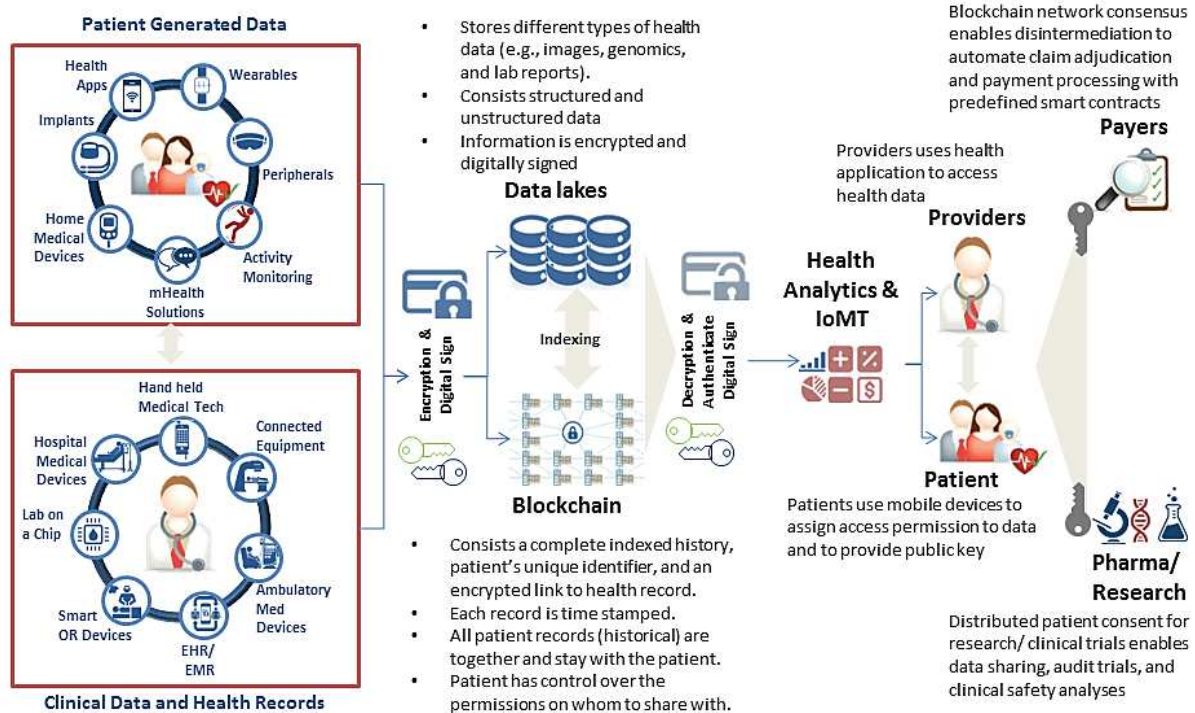 Patient Generated Data
Health
Apps
Wearables
Implants
Peripherals
Home
Medical
Devices
Activity
Monitoring
mHealth
Solutions
Hand held
Medical Tech
Hospital
Medical
Devices
Connected
Equipment
Lab on
a Chip
Smart
OR Devices
Ambulatory
Med
Devices
EHR/
EMR
Clinical Data and Health Records
Encryption &
Digital Sign
• Stores different types of health
data (e.g., images, genomics,
and lab reports).
• Consists structured and
unstructured data
• Information is encrypted and
digitally signed
Data lakes
Indexing
Blockchain
• Consists a complete indexed history,
patient's unique identifier, and an
encrypted link to health record.
• Each record is time stamped.
• All patient records (historical) are
together and stay with the patient.
• Patient has control over the
permissions on whom to share with.
Decryption &
Authenticate
Digital Sign
Health
Analytics &
IoMT
Providers uses health
application to access
health data
Providers
Patient
Patients use mobile devices to
assign access permission to data
and to provide public key
Blockchain network consensus
enables disintermediation to
automate claim adjudication
and payment processing with
predefined smart contracts
Payers
Pharma/
Research
Distributed patient consent for
research/ clinical trials enables
data sharing, audit trials, and
clinical safety analyses